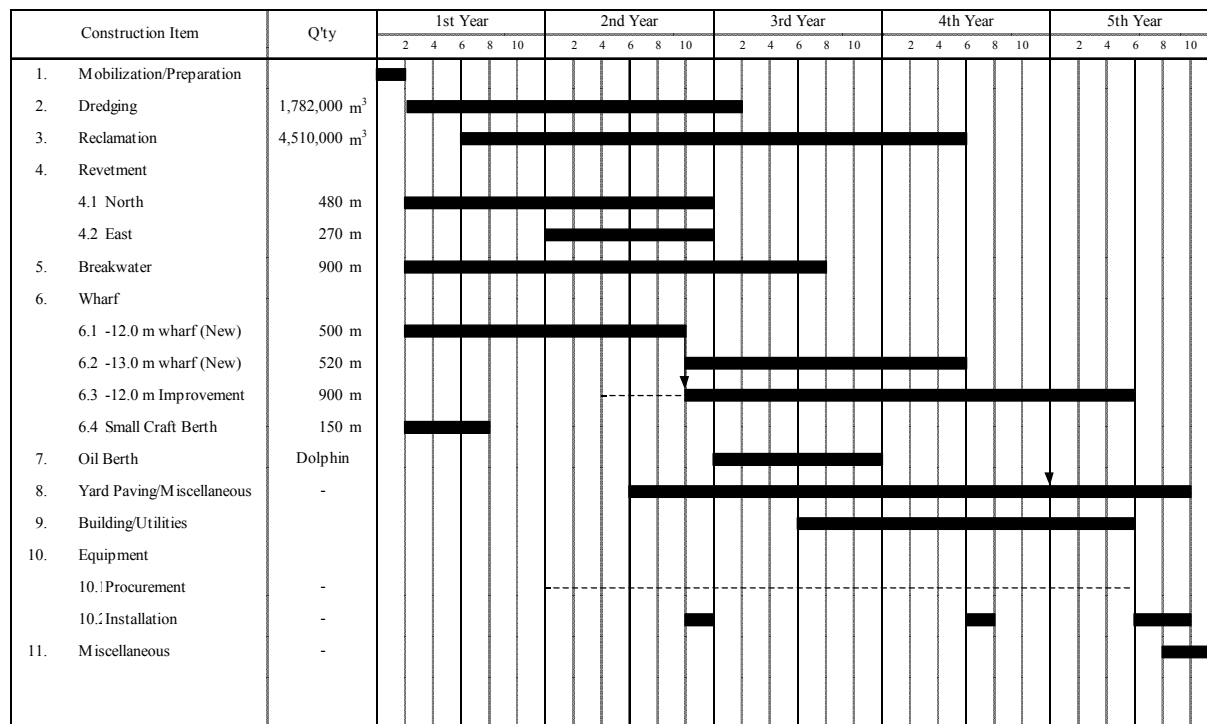 Construction Item Q'ty 1st Year 2nd Year 3rd Year 4th Year 5th Year
2 4 6 8 10 2 4 6 8 10 2 4 6 8 10 2 4 6 8 10 2 4 6 8 10
1. Mobilization/Preparation
2. Dredging 1,782,000 m³
3. Reclamation 4,510,000 m³
4. Revetment
4.1 North 480 m
4.2 East 270 m
5. Breakwater 900 m
6. Wharf
6.1 -12.0 m wharf (New) 500 m
6.2 -13.0 m wharf (New) 520 m
6.3 -12.0 m Improvement 900 m
6.4 Small Craft Berth 150 m
7. Oil Berth Dolphin
8. Yard Paving/Miscellaneous -
9. Building/Utilities -
10. Equipment
10.1 Procurement -
10.2 Installation -
11. Miscellaneous -